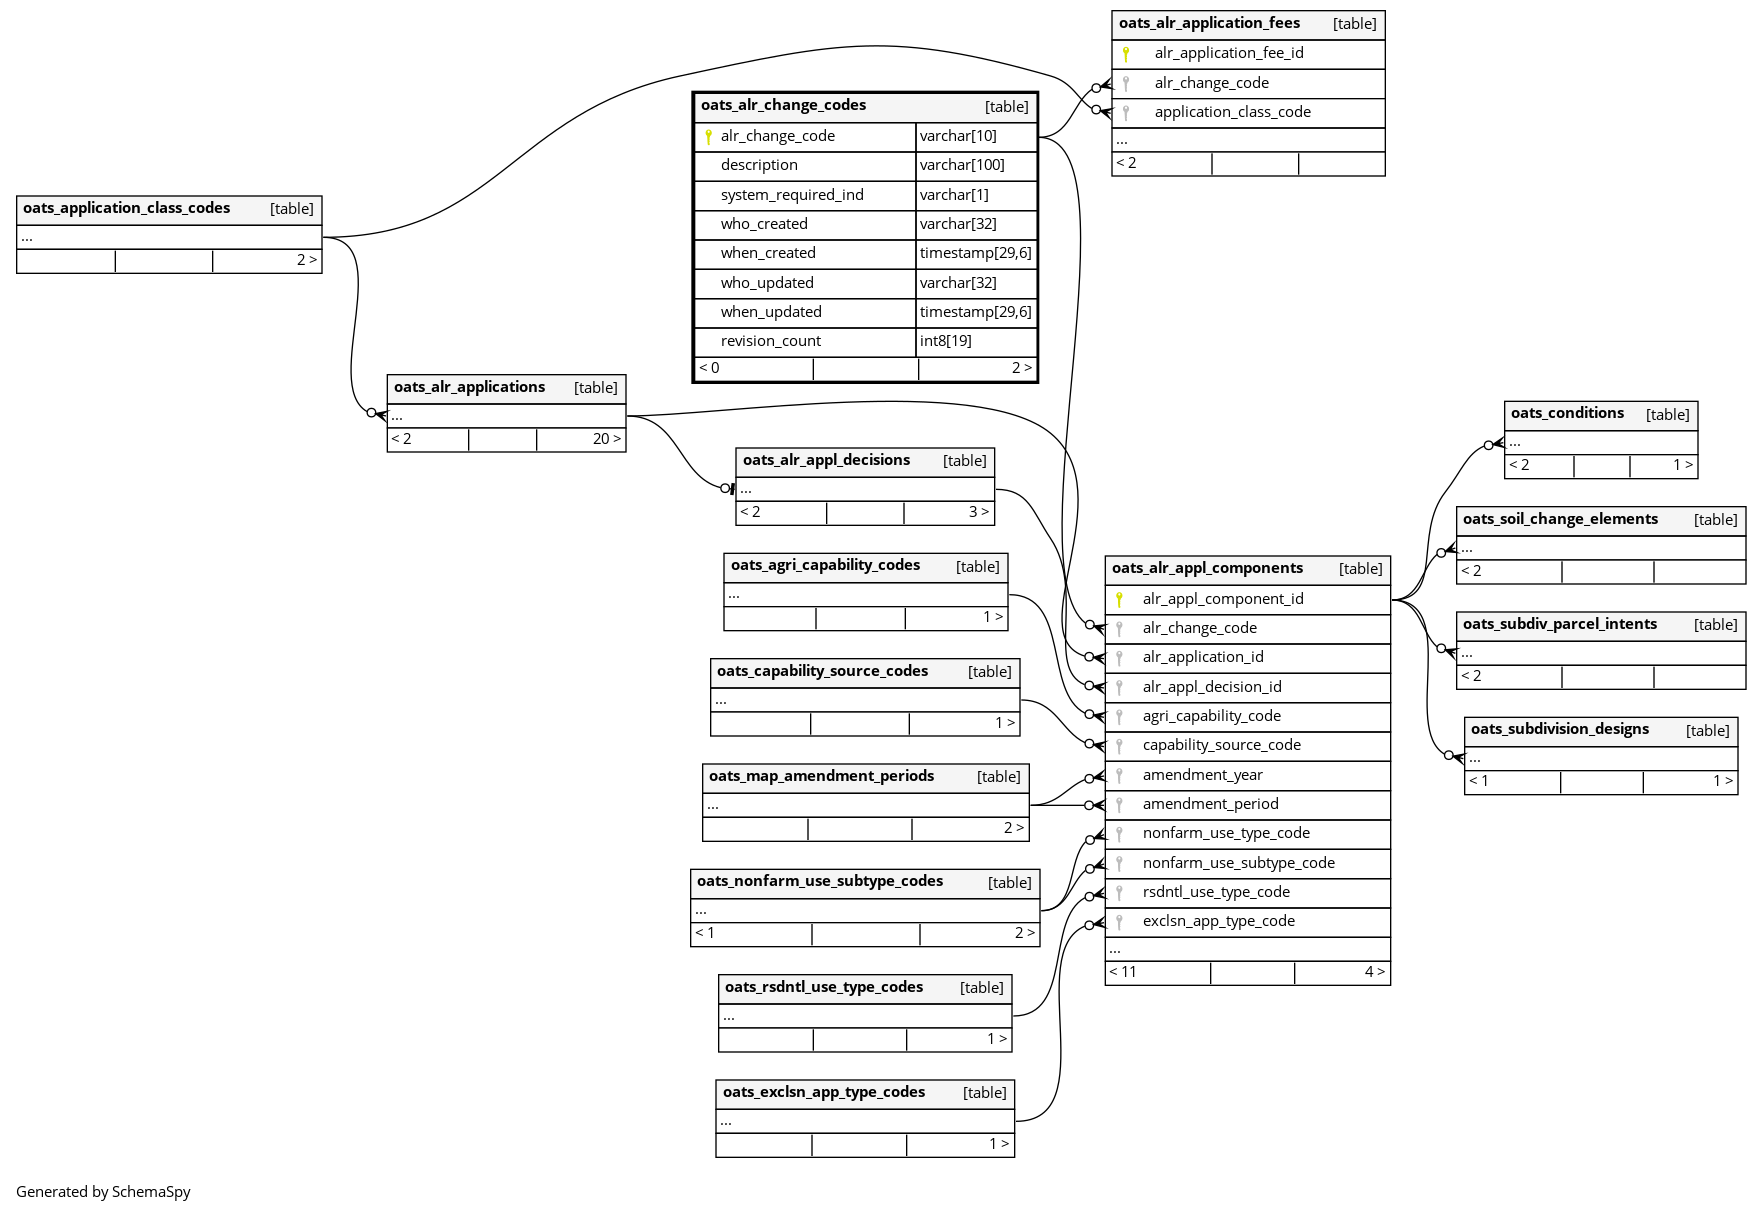 oats_alr_application_fees [table]
alr_application_fee_id
alr_change_code
application_class_code
...
< 2
oats_alr_change_codes [table]
alr_change_code varchar[10]
description varchar[100]
system_required_ind varchar[1]
who_created varchar[32]
when_created timestamp[29,6]
who_updated varchar[32]
when_updated timestamp[29,6]
revision_count int8[19]
< 0 2 >
oats_application_class_codes [table]
...
2 >
oats_alr_applications [table]
...
< 2 20 >
oats_alr_appl_decisions [table]
...
< 2 3 >
oats_agri_capability_codes [table]
...
1 >
oats_capability_source_codes [table]
...
1 >
oats_map_amendment_periods [table]
...
2 >
oats_nonfarm_use_subtype_codes [table]
...
< 1 2 >
oats_rsdntl_use_type_codes [table]
...
1 >
oats_exclsn_app_type_codes [table]
...
1 >
oats_alr_appl_components [table]
alr_appl_component_id
alr_change_code
alr_application_id
alr_appl_decision_id
agri_capability_code
capability_source_code
amendment_year
amendment_period
nonfarm_use_type_code
nonfarm_use_subtype_code
rsdntl_use_type_code
exclsn_app_type_code
...
< 11 4 >
oats_conditions [table]
...
< 2 1 >
oats_soil_change_elements [table]
...
< 2
oats_subdiv_parcel_intents [table]
...
< 2
oats_subdivision_designs [table]
...
< 1 1 >
Generated by SchemaSpy